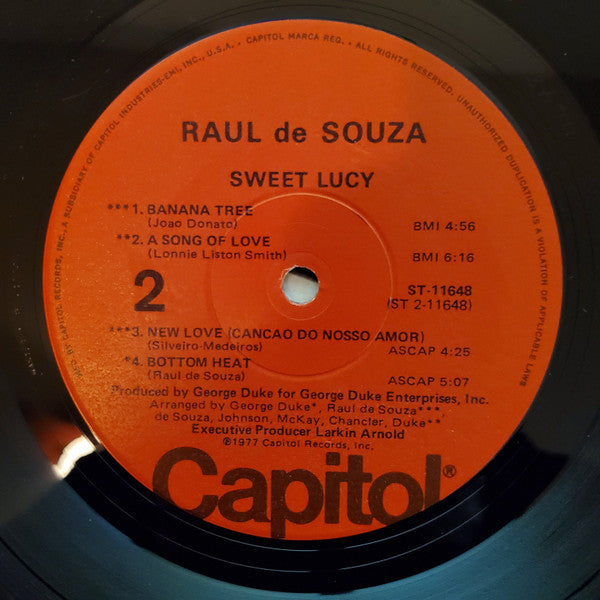 MFD. BY CAPITOL RECORDS, INC., A SUBSIDIARY OF CAPITOL INDUSTRIES-EMI, INC., U.S.A. • CAPITOL MARCA REG. • ALL RIGHTS RESERVED. UNAUTHORIZED DUPLICATION IS A VIOLATION OF APPLICABLE LAWS
RAUL de SOUZA
SWEET LUCY
***1. BANANA TREE
(Joao Donato) BMI 4:56
**2. A SONG OF LOVE
(Lonnie Liston Smith) BMI 6:16
2
ST-11648
(ST 2-11648)
***3. NEW LOVE (CANCAO DO NOSSO AMOR)
(Silveiro-Medeiros) ASCAP 4:25
*4. BOTTOM HEAT
(Raul de Souza) ASCAP 5:07
Produced by George Duke for George Duke Enterprises, Inc.
Arranged by George Duke*, Raul de Souza***,
de Souza, Johnson, McKay, Chancler, Duke**
Executive Producer Larkin Arnold
℗1977 Capitol Records, Inc.
Capitol®